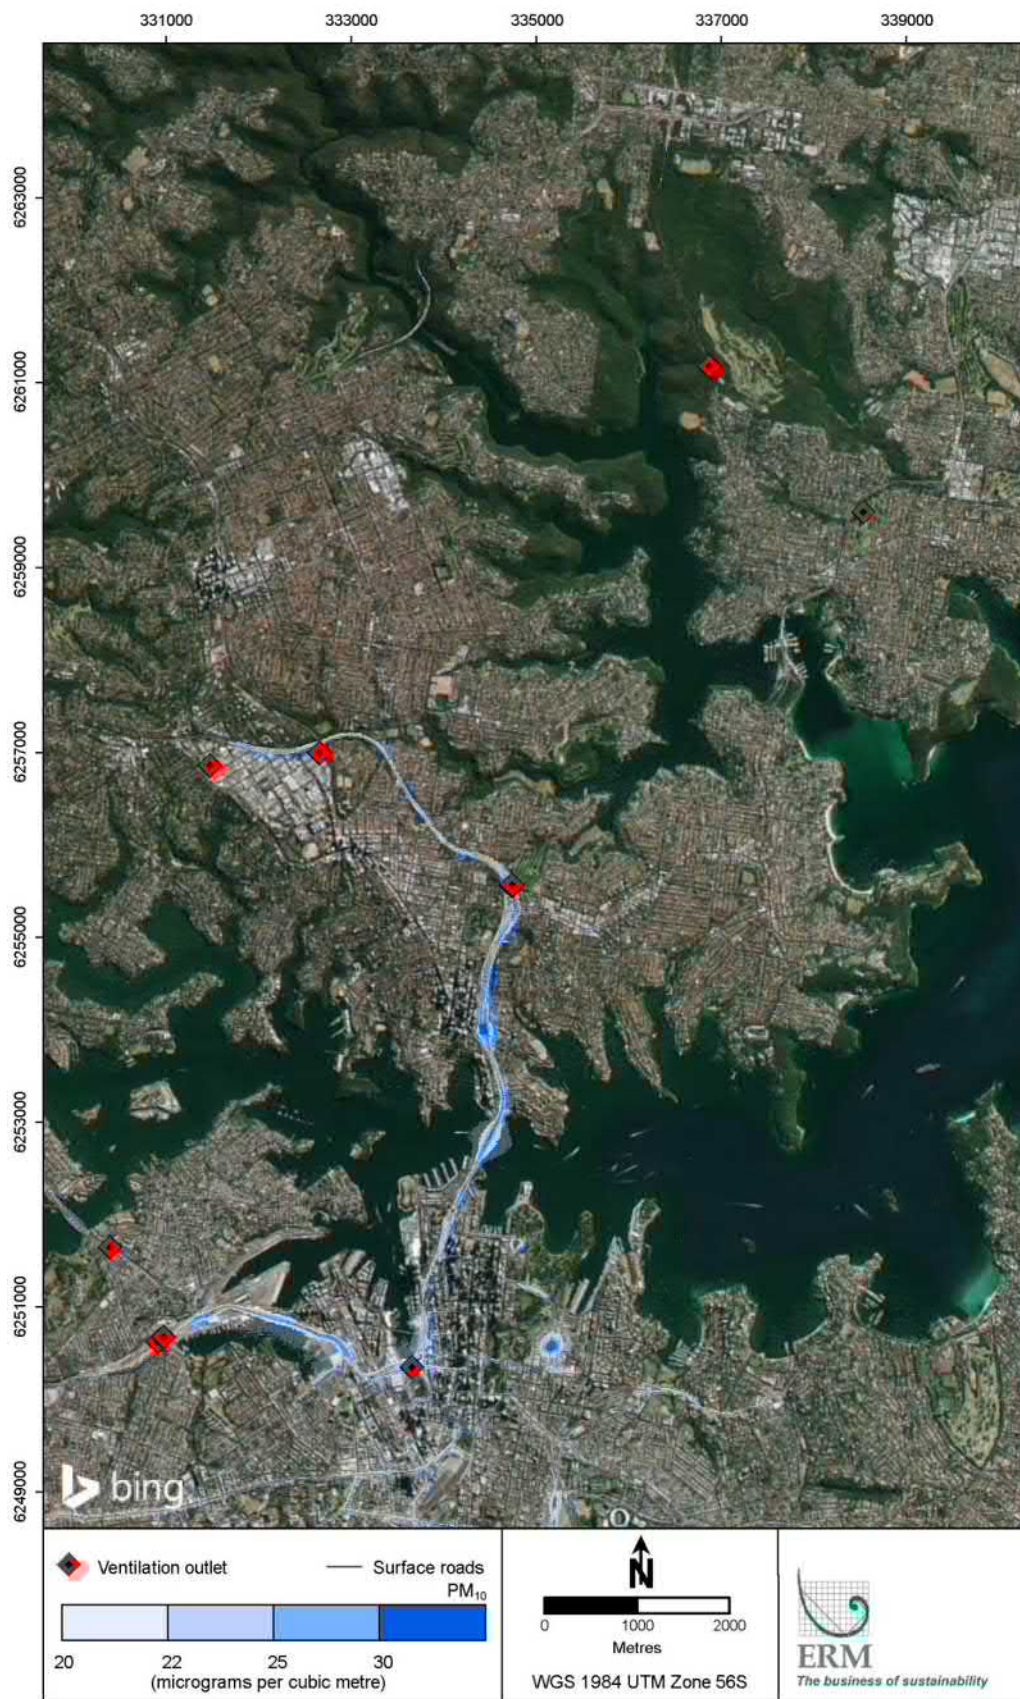 331000 333000 335000 337000 339000
6263000
6261000
6259000
6257000
6255000
6253000
6251000
6249000
bing
Ventilation outlet
Surface roads
PM10
20 22 25 30
(micrograms per cubic metre)
N
0 1000 2000
Metres
WGS 1984 UTM Zone 56S
ERM
The business of sustainability